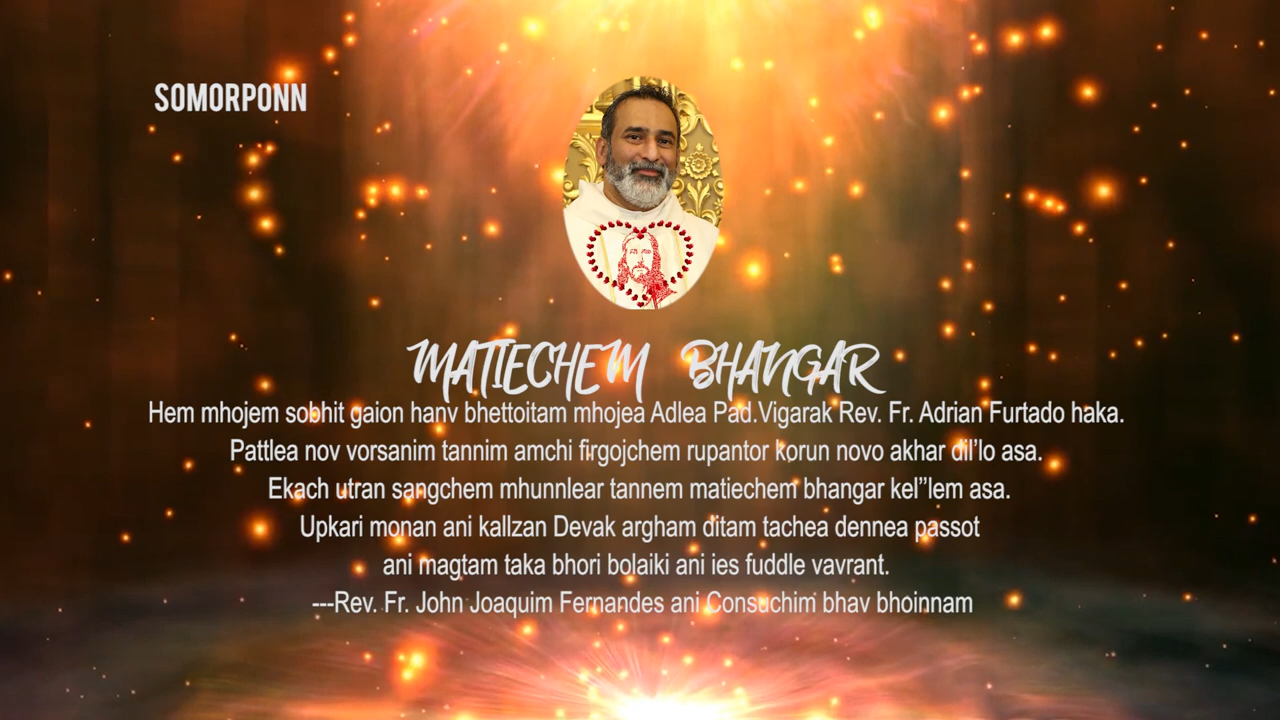 SOMORPONN
MATIECHEM BHANGAR
Hem mhojem sobhit gaion hanv bhettoitam mhojea Adlea Pad.Vigarak Rev. Fr. Adrian Furtado haka.
Pattlea nov vorsanim tannim amchi firgojchem rupantor korun novo akhar dil’lo asa.
Ekach utran sangchem mhunnlear tannem matiechem bhangar kel’’lem asa.
Upkari monan ani kallzan Devak argham ditam tachea dennea passot
ani magtam taka bhori bolaiki ani ies fuddle vavrant.
---Rev. Fr. John Joaquim Fernandes ani Consuchim bhav bhoinnam